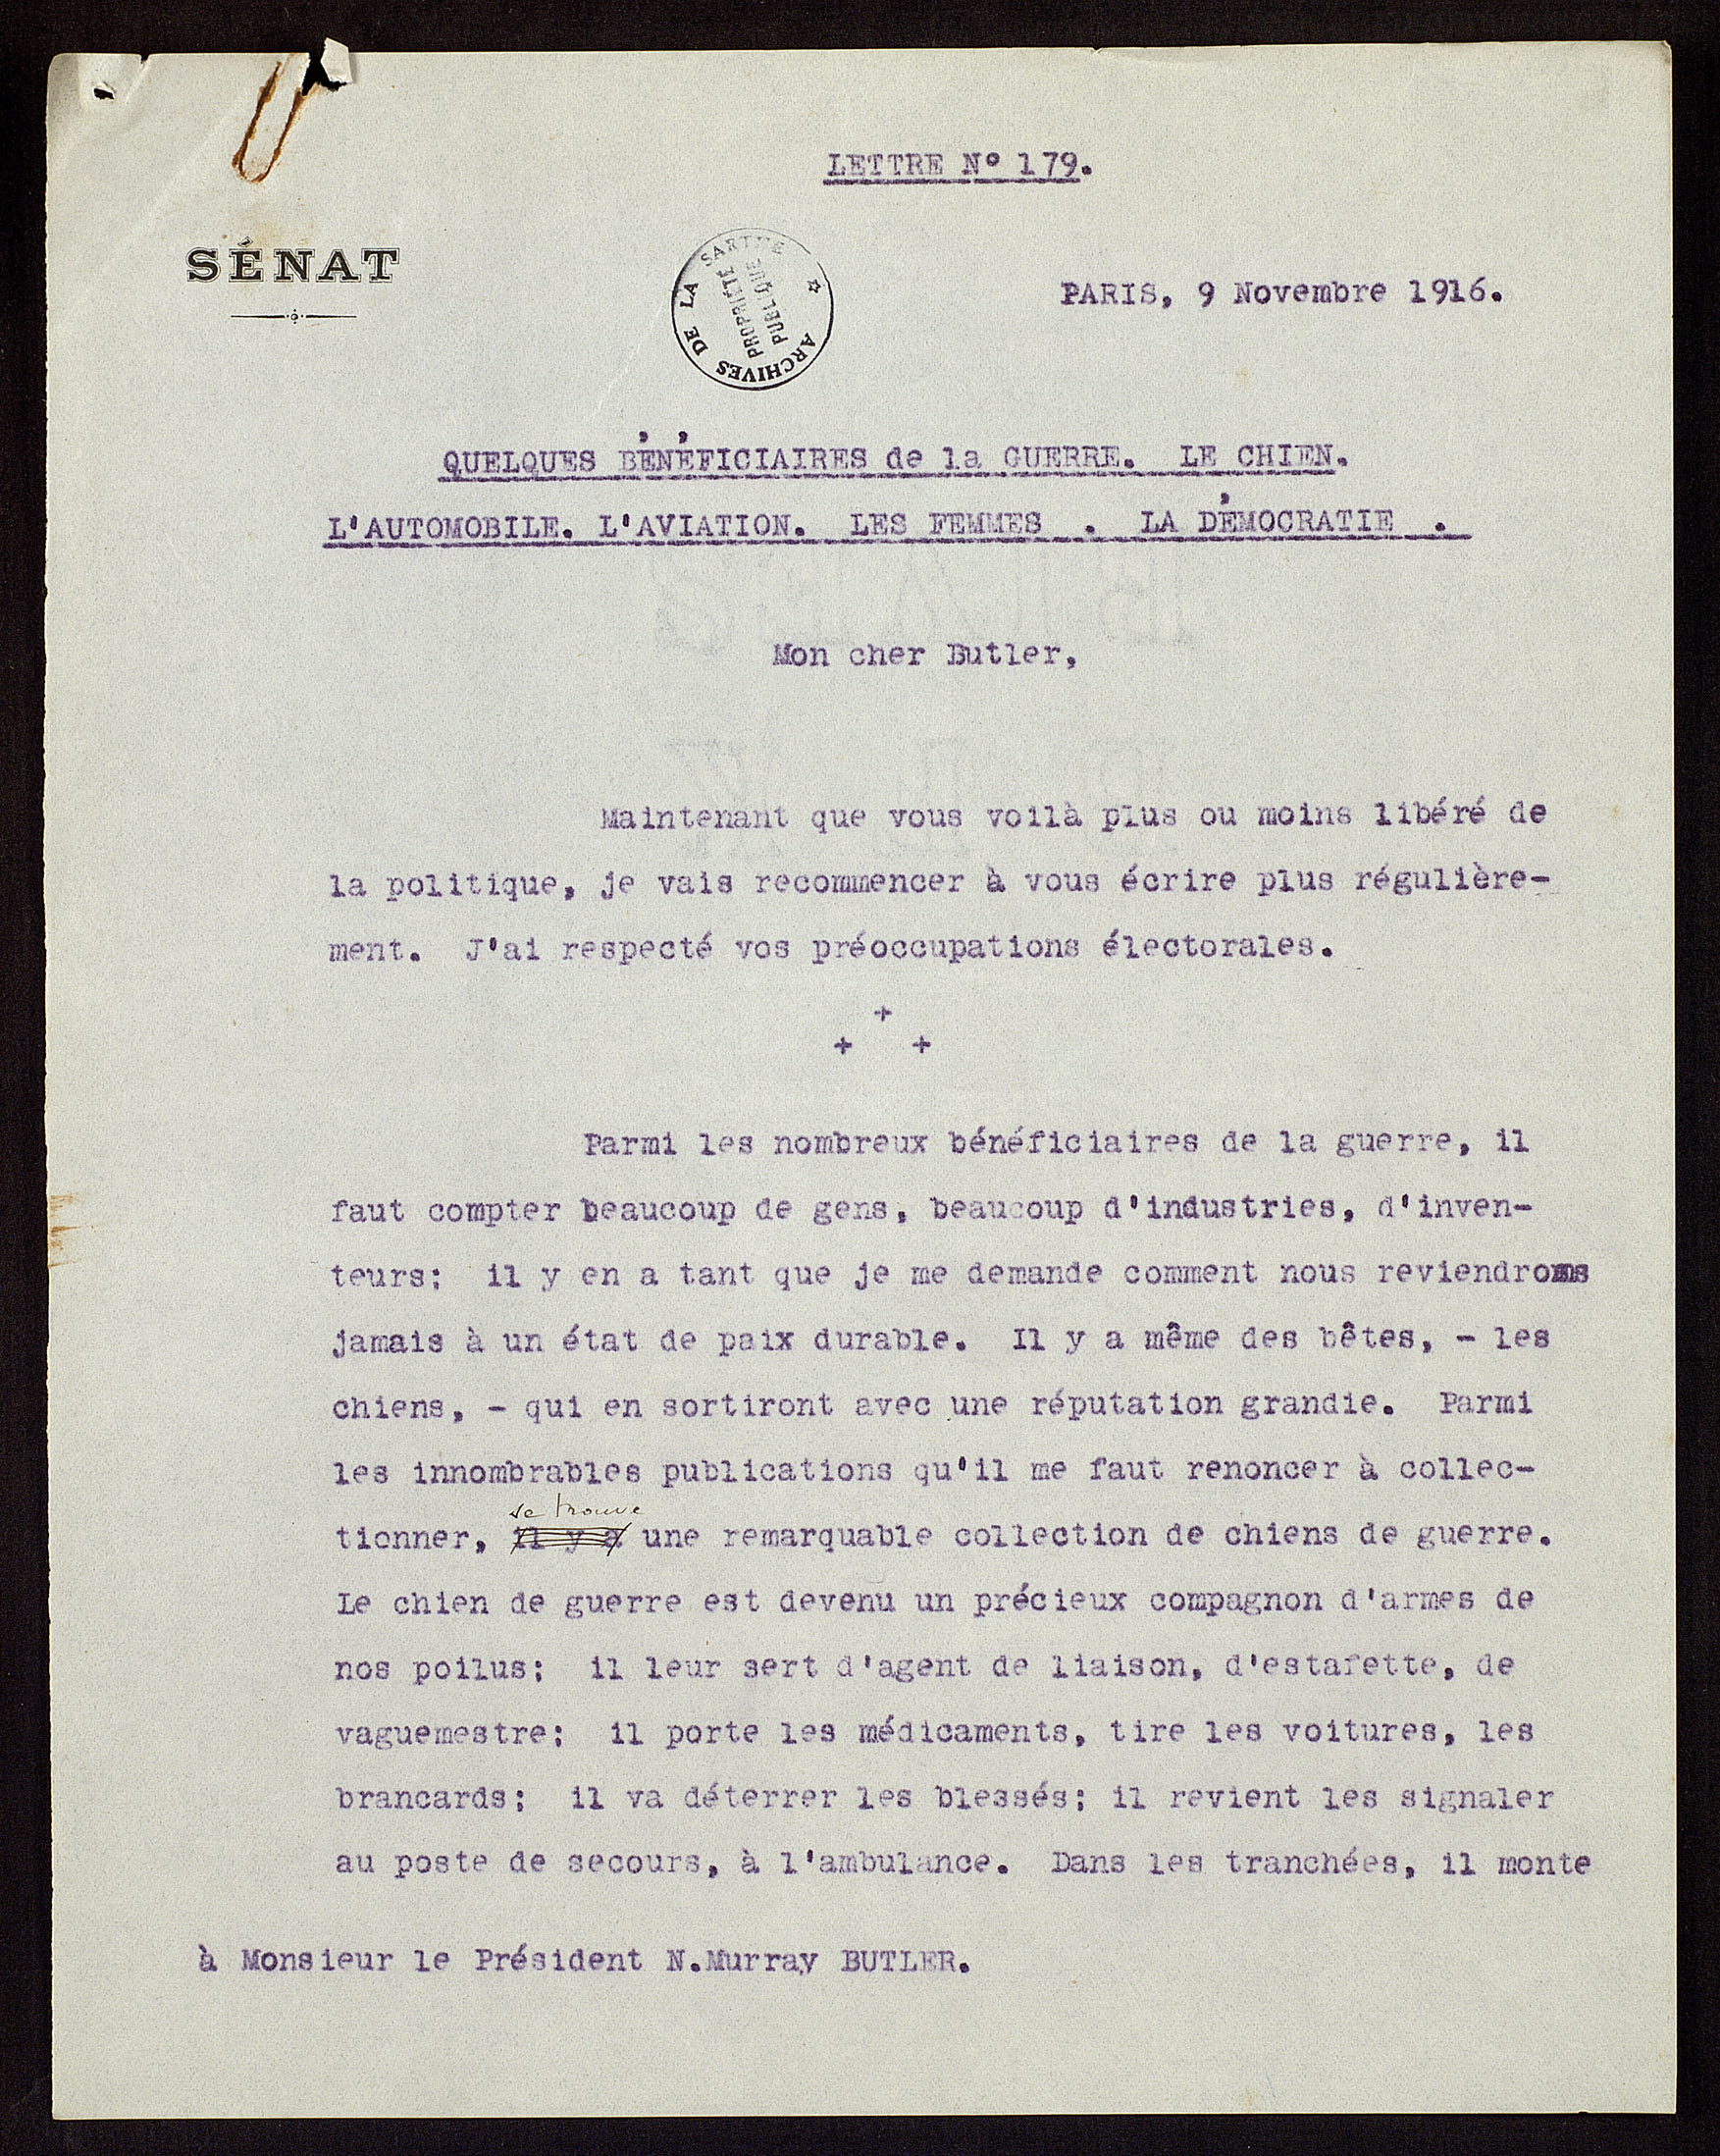 LETTRE N° 179.
SÉNAT
ARCHIVES DE LA SARTHE
PROPRIÉTÉ
PUBLIQUE
PARIS, 9 Novembre 1916.
QUELQUES BÉNÉFICIAIRES de la GUERRE. LE CHIEN.
L'AUTOMOBILE. L'AVIATION. LES FEMMES . LA DÉMOCRATIE .
Mon cher Butler,
Maintenant que vous voilà plus ou moins libéré de
la politique, je vais recommencer à vous écrire plus régulière-
ment. J'ai respecté vos préoccupations électorales.
+
+ +
Parmi les nombreux bénéficiaires de la guerre, il
faut compter beaucoup de gens, beaucoup d'industries, d'inven-
teurs; il y en a tant que je me demande comment nous reviendrons
jamais à un état de paix durable. Il y a même des bêtes, - les
chiens, - qui en sortiront avec une réputation grandie. Parmi
les innombrables publications qu'il me faut renoncer à collec-
se trouve
tionner, il y a une remarquable collection de chiens de guerre.
Le chien de guerre est devenu un précieux compagnon d'armes de
nos poilus; il leur sert d'agent de liaison, d'estafette, de
vaguemestre; il porte les médicaments, tire les voitures, les
brancards; il va déterrer les blessés; il revient les signaler
au poste de secours, à l'ambulance. Dans les tranchées, il monte
à Monsieur le Président N.Murray BUTLER.